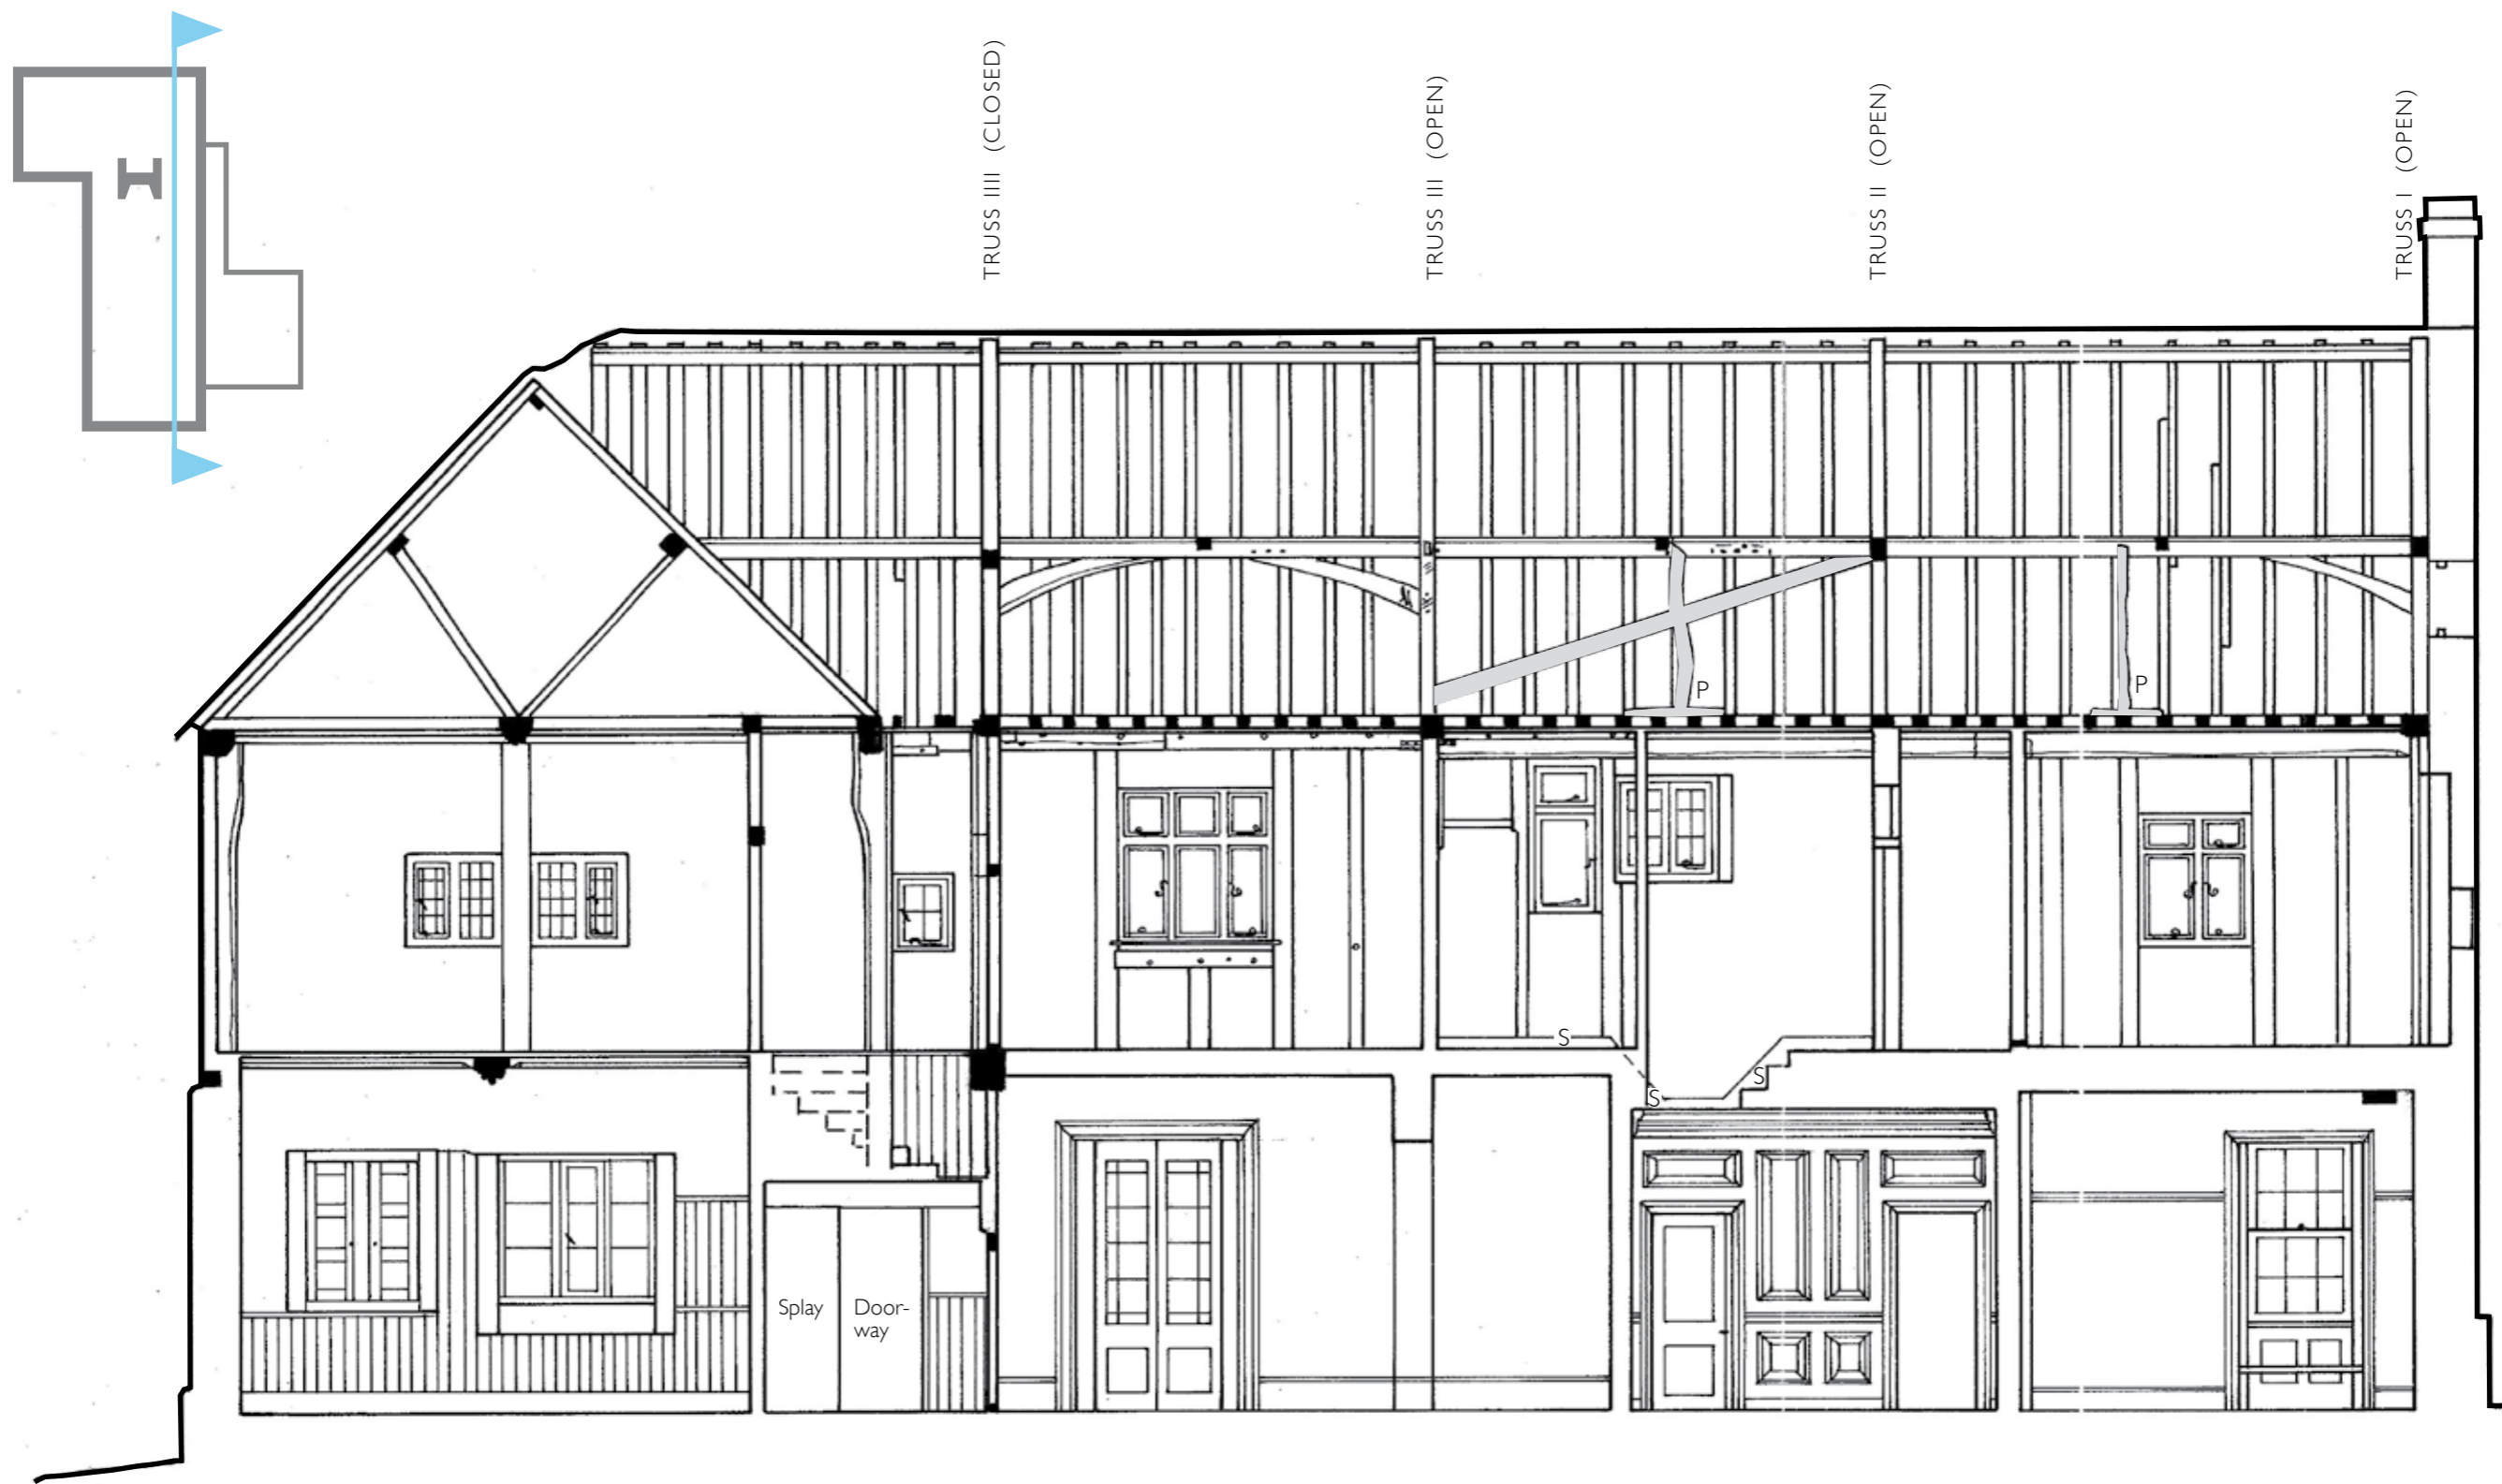 TRUSS IIII (CLOSED)
TRUSS III (OPEN)
TRUSS II (OPEN)
TRUSS I (OPEN)
P
P
S
S
S
Splay
Door-
way